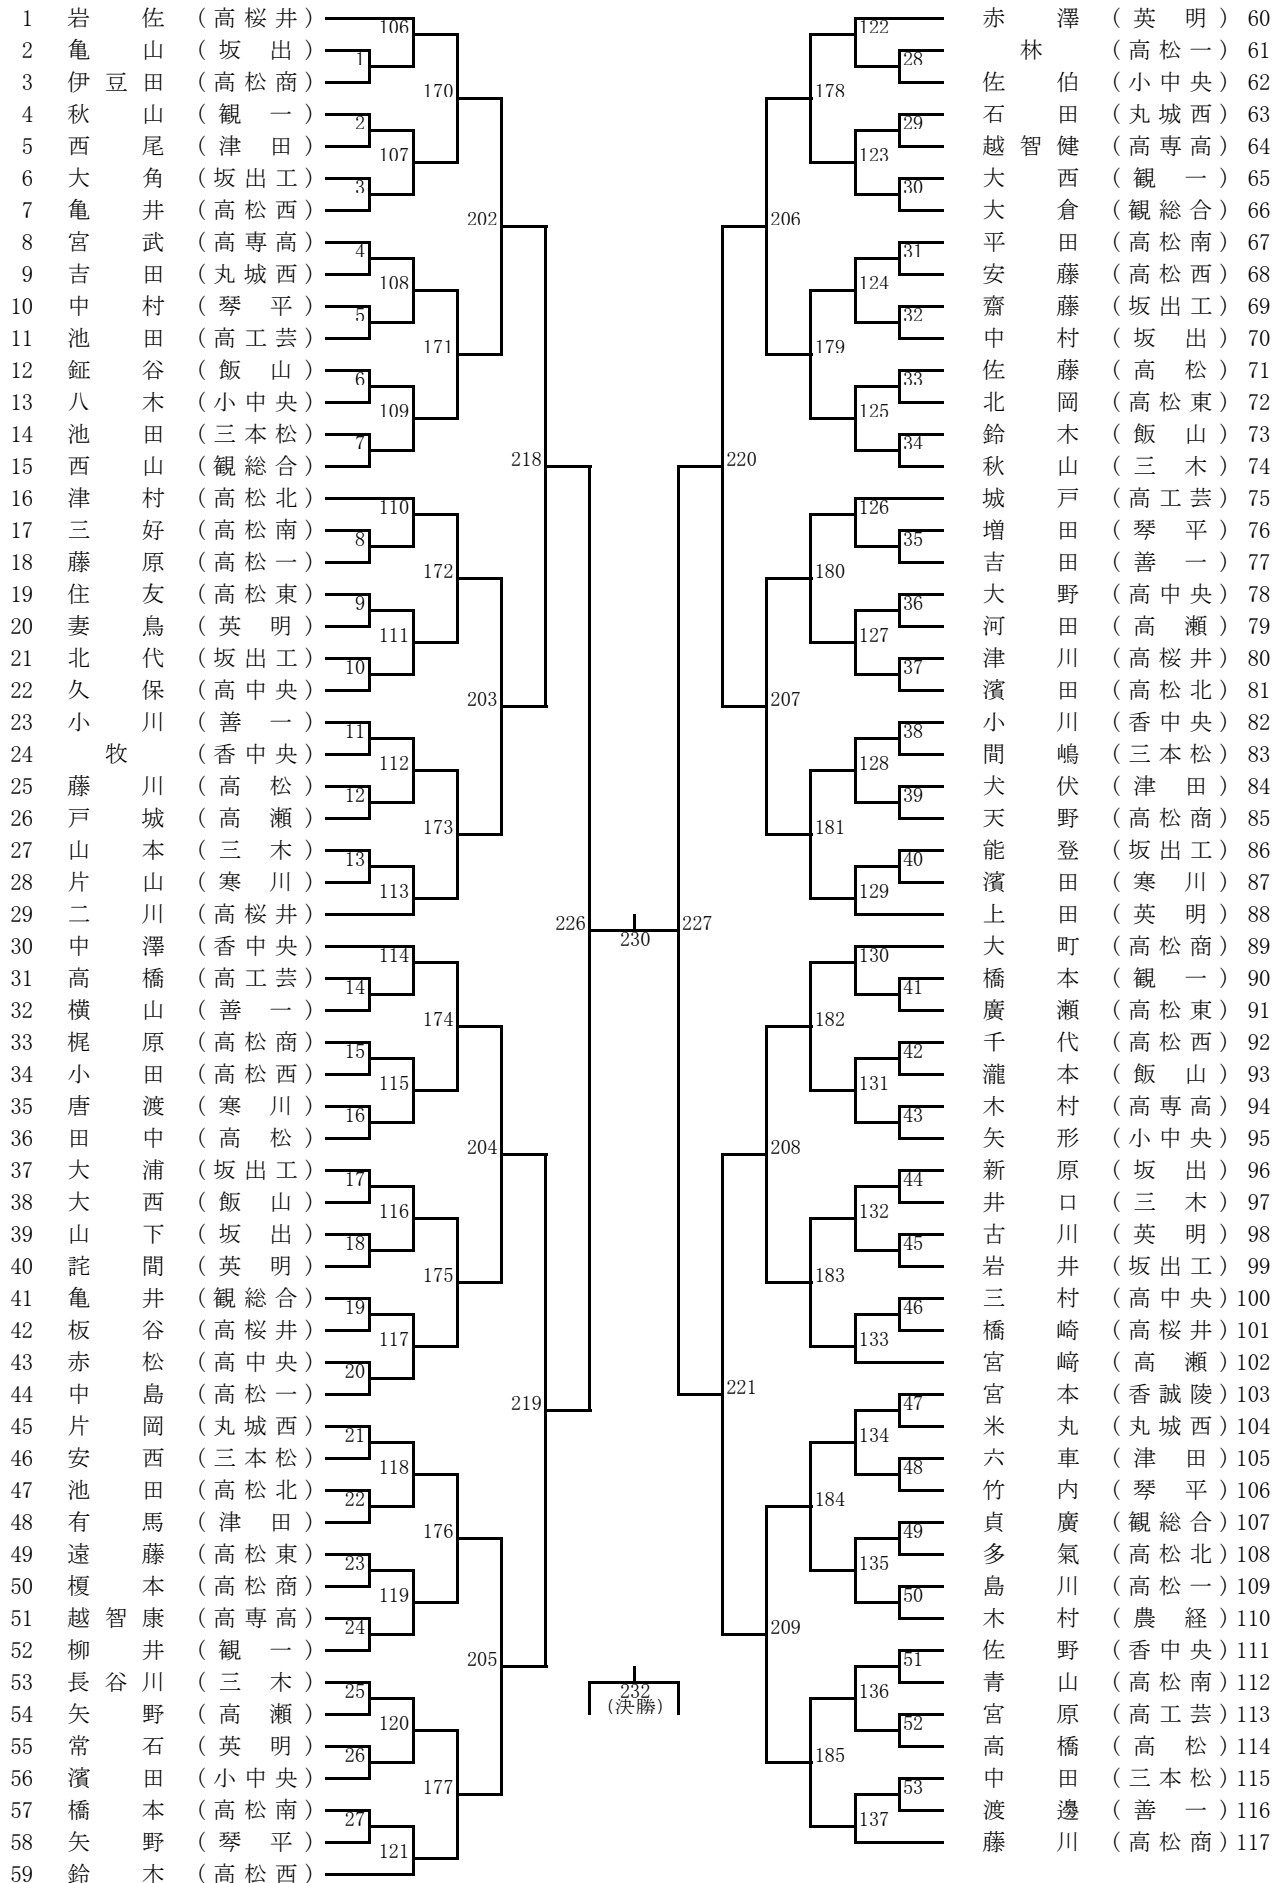 1 岩佐 (高桜井)
2 亀山 (坂出)
3 伊豆田 (高松商)
4 秋山 (観一)
5 西尾 (津田)
6 大角 (坂出工)
7 亀井 (高松西)
8 宮武 (高専高)
9 吉田 (丸城西)
10 中村 (琴平)
11 池田 (高工芸)
12 鉦谷 (飯山)
13 八木 (小中央)
14 池田 (三本松)
15 西山 (観総合)
16 津村 (高松北)
17 三好 (高松南)
18 藤原 (高松一)
19 住友 (高松東)
20 妻鳥 (英明)
21 北代 (坂出工)
22 久保 (高中央)
23 小川 (善一)
24 牧 (香中央)
25 藤川 (高松)
26 戸城 (高瀬)
27 山本 (三木)
28 片山 (寒川)
29 二川 (高桜井)
30 中澤 (香中央)
31 高橋 (高工芸)
32 横山 (善一)
33 梶原 (高松商)
34 小田 (高松西)
35 唐渡 (寒川)
36 田中 (高松)
37 大浦 (坂出工)
38 大西 (飯山)
39 山下 (坂出)
40 詫間 (英明)
41 亀井 (観総合)
42 板谷 (高桜井)
43 赤松 (高中央)
44 中島 (高松一)
45 片岡 (丸城西)
46 安西 (三本松)
47 池田 (高松北)
48 有馬 (津田)
49 遠藤 (高松東)
50 榎本 (高松商)
51 越智康 (高専高)
52 柳井 (観一)
53 長谷川 (三木)
54 矢野 (高瀬)
55 常石 (英明)
56 濱田 (小中央)
57 橋本 (高松南)
58 矢野 (琴平)
59 鈴木 (高松西)
1
2
3
4
5
6
7
8
9
10
11
12
13
14
15
16
17
18
19
20
21
22
23
24
25
26
27
106
107
108
109
110
111
112
113
114
115
116
117
118
119
120
121
170
171
172
173
174
175
176
177
202
203
204
205
218
219
226
230
232
(決勝)
227
220
221
206
207
208
209
178
179
180
181
182
183
184
185
122
123
124
125
126
127
128
129
130
131
132
133
134
135
136
137
28
29
30
31
32
33
34
35
36
37
38
39
40
41
42
43
44
45
46
47
48
49
50
51
52
53
赤澤 (英明) 60
林 (高松一) 61
佐伯 (小中央) 62
石田 (丸城西) 63
越智健 (高専高) 64
大西 (観一) 65
大倉 (観総合) 66
平田 (高松南) 67
安藤 (高松西) 68
齋藤 (坂出工) 69
中村 (坂出) 70
佐藤 (高松) 71
北岡 (高松東) 72
鈴木 (飯山) 73
秋山 (三木) 74
城戸 (高工芸) 75
増田 (琴平) 76
吉田 (善一) 77
大野 (高中央) 78
河田 (高瀬) 79
津川 (高桜井) 80
濱田 (高松北) 81
小川 (香中央) 82
間嶋 (三本松) 83
犬伏 (津田) 84
天野 (高松商) 85
能登 (坂出工) 86
濱田 (寒川) 87
上田 (英明) 88
大町 (高松商) 89
橋本 (観一) 90
廣瀬 (高松東) 91
千代 (高松西) 92
瀧本 (飯山) 93
木村 (高専高) 94
矢形 (小中央) 95
新原 (坂出) 96
井口 (三木) 97
古川 (英明) 98
岩井 (坂出工) 99
三村 (高中央) 100
橋崎 (高桜井) 101
宮﨑 (高瀬) 102
宮本 (香誠陵) 103
米丸 (丸城西) 104
六車 (津田) 105
竹内 (琴平) 106
貞廣 (観総合) 107
多氣 (高松北) 108
島川 (高松一) 109
木村 (農経) 110
佐野 (香中央) 111
青山 (高松南) 112
宮原 (高工芸) 113
高橋 (高松) 114
中田 (三本松) 115
渡邊 (善一) 116
藤川 (高松商) 117